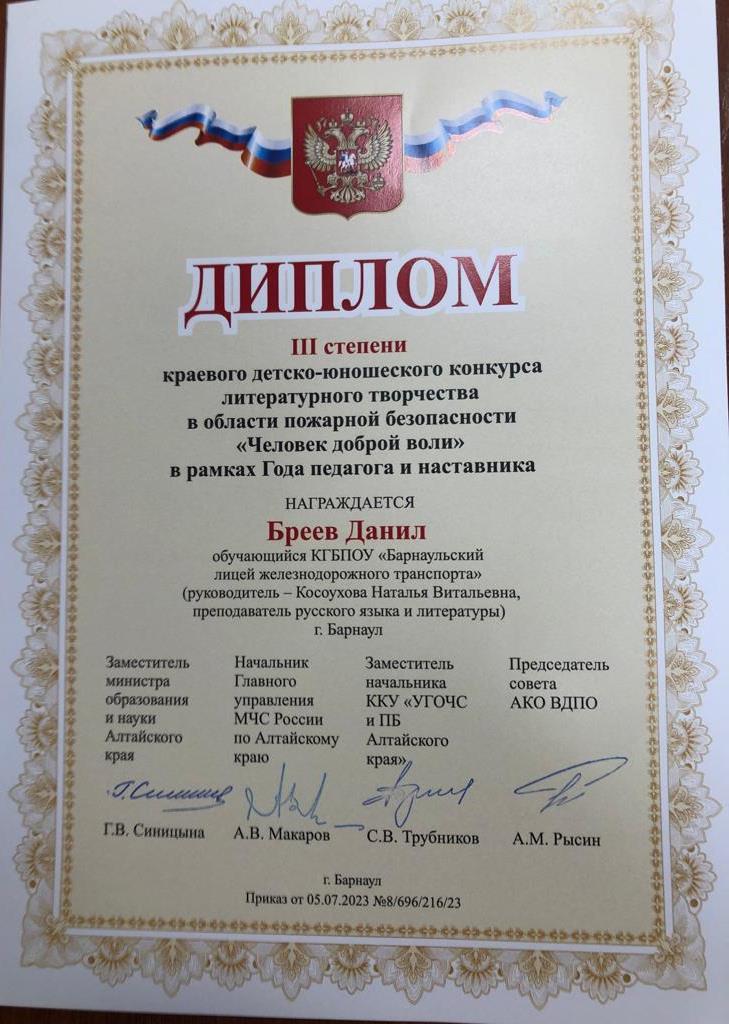 ДИПЛОМ
III степени
краевого детско-юношеского конкурса
литературного творчества
в области пожарной безопасности
«Человек доброй воли»
в рамках Года педагога и наставника
НАГРАЖДАЕТСЯ
Бреев Данил
обучающийся КГБПОУ «Барнаульский
лицей железнодорожного транспорта»
(руководитель – Косоухова Наталья Витальевна,
преподаватель русского языка и литературы)
г. Барнаул
Заместитель
министра
образования
и науки
Алтайского
края
Г.В. Синицына
Начальник
Главного
управления
МЧС России
по Алтайскому
краю
А.В. Макаров
Заместитель
начальника
ККУ «УГОЧС
и ПБ
Алтайского
края»
С.В. Трубников
Председатель
совета
АКО ВДПО
А.М. Рысин
г. Барнаул
Приказ от 05.07.2023 №8/696/216/23